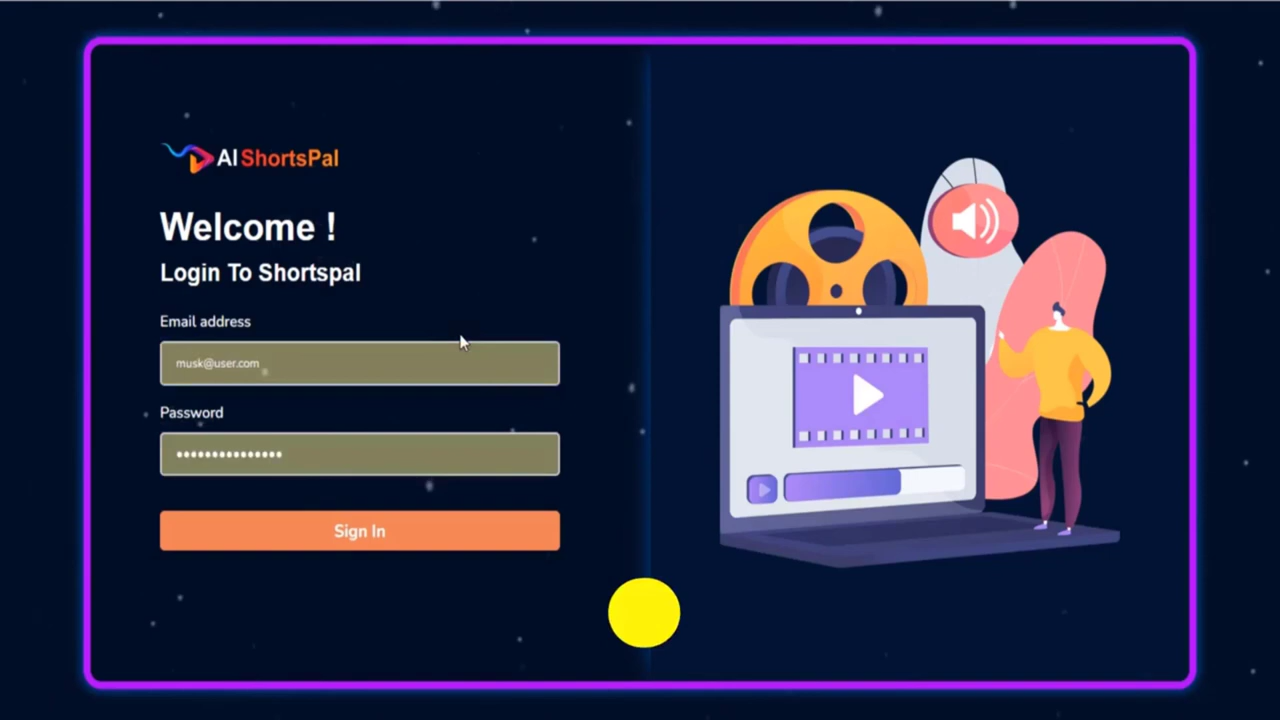 AI ShortsPal
Welcome !
Login To Shortspal
Email address
musk@user.com
Password
•••••••••••••••
Sign In